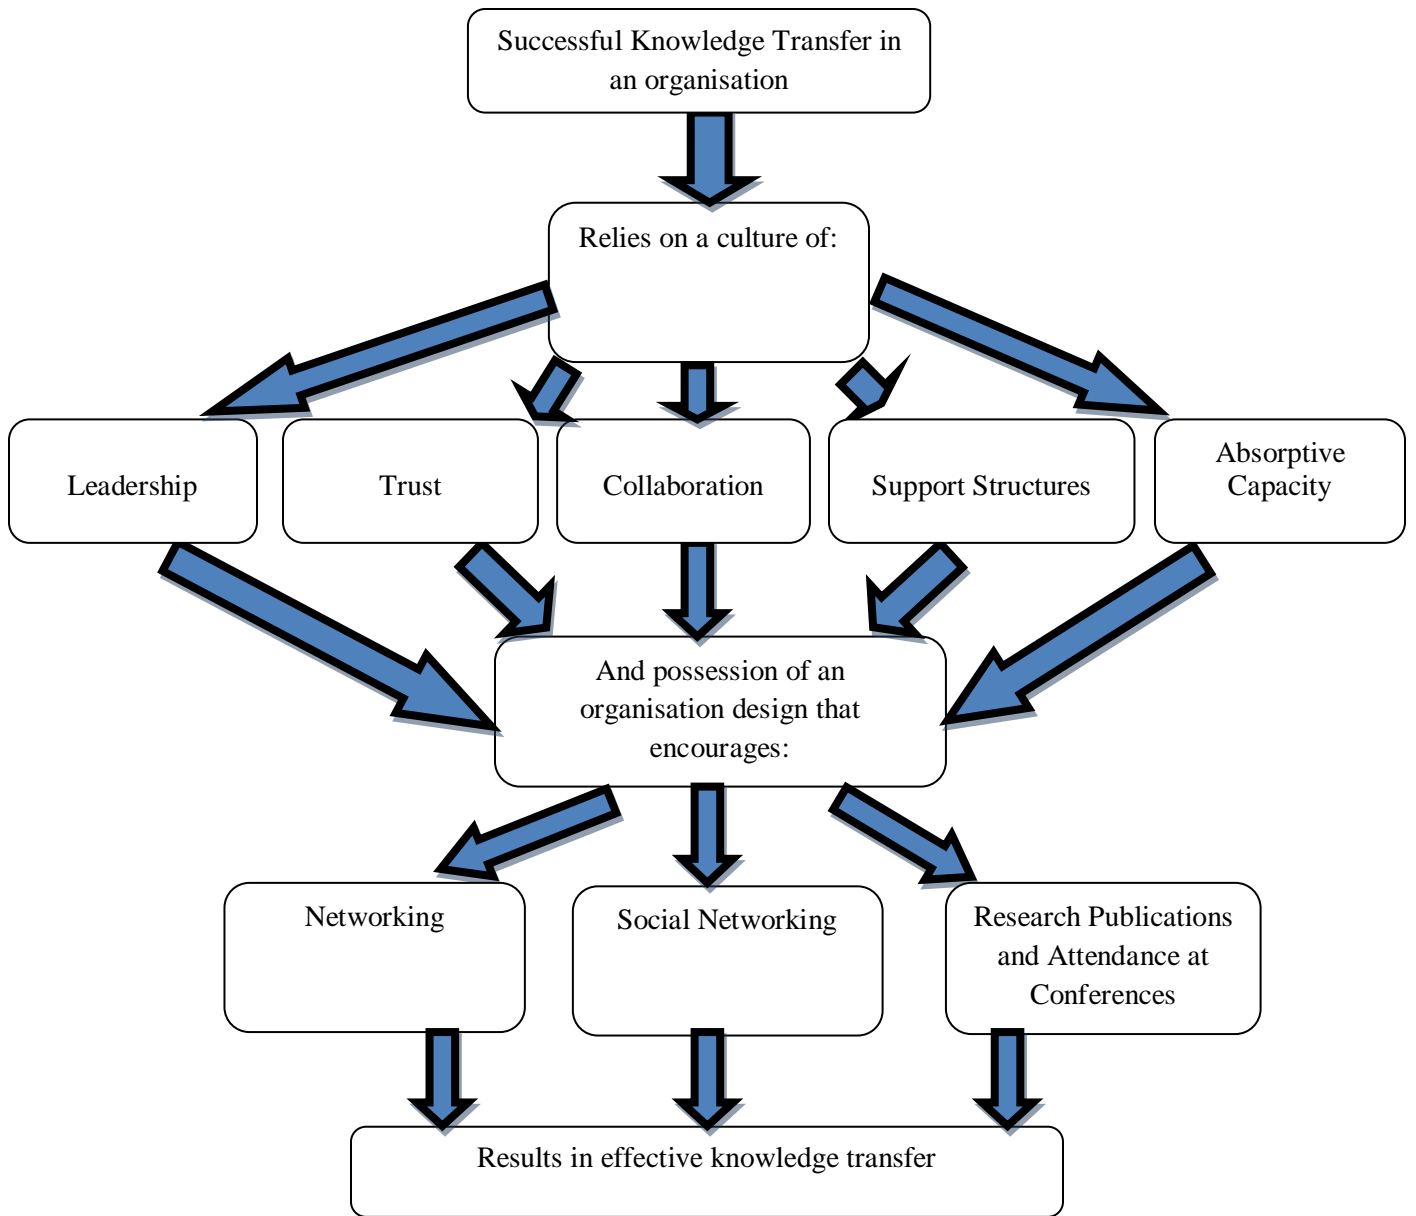 Successful Knowledge Transfer in
an organisation
Relies on a culture of:
Leadership
Trust
Collaboration
Support Structures
Absorptive
Capacity
And possession of an
organisation design that
encourages:
Networking
Social Networking
Research Publications
and Attendance at
Conferences
Results in effective knowledge transfer